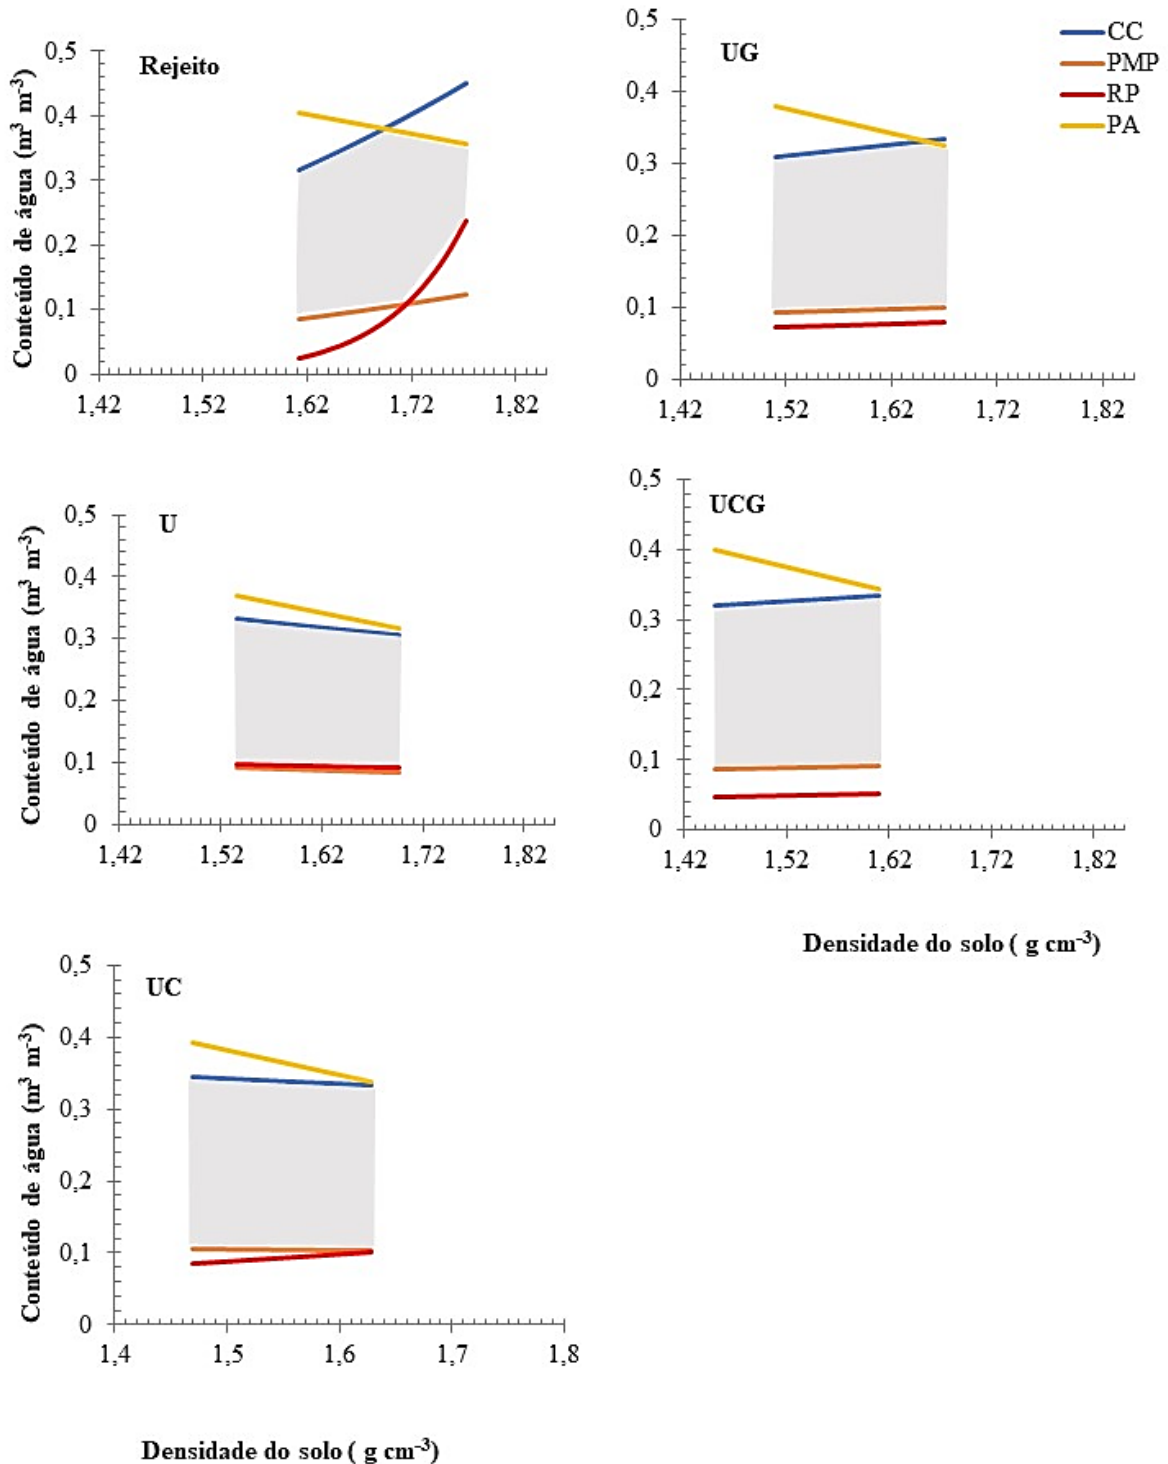 Rejeito
Conteúdo de água (m³ m⁻³)
0,5
0,4
0,3
0,2
0,1
0
1,42 1,52 1,62 1,72 1,82
UG
0,5
0,4
0,3
0,2
0,1
0
1,42 1,52 1,62 1,72 1,82
CC
PMP
RP
PA
U
Conteúdo de água (m³ m⁻³)
0,5
0,4
0,3
0,2
0,1
0
1,42 1,52 1,62 1,72 1,82
UCG
0,5
0,4
0,3
0,2
0,1
0
1,42 1,52 1,62 1,72 1,82
Densidade do solo ( g cm⁻³)
UC
Conteúdo de água (m³ m⁻³)
0,5
0,4
0,3
0,2
0,1
0
1,4 1,5 1,6 1,7 1,8
Densidade do solo ( g cm⁻³)